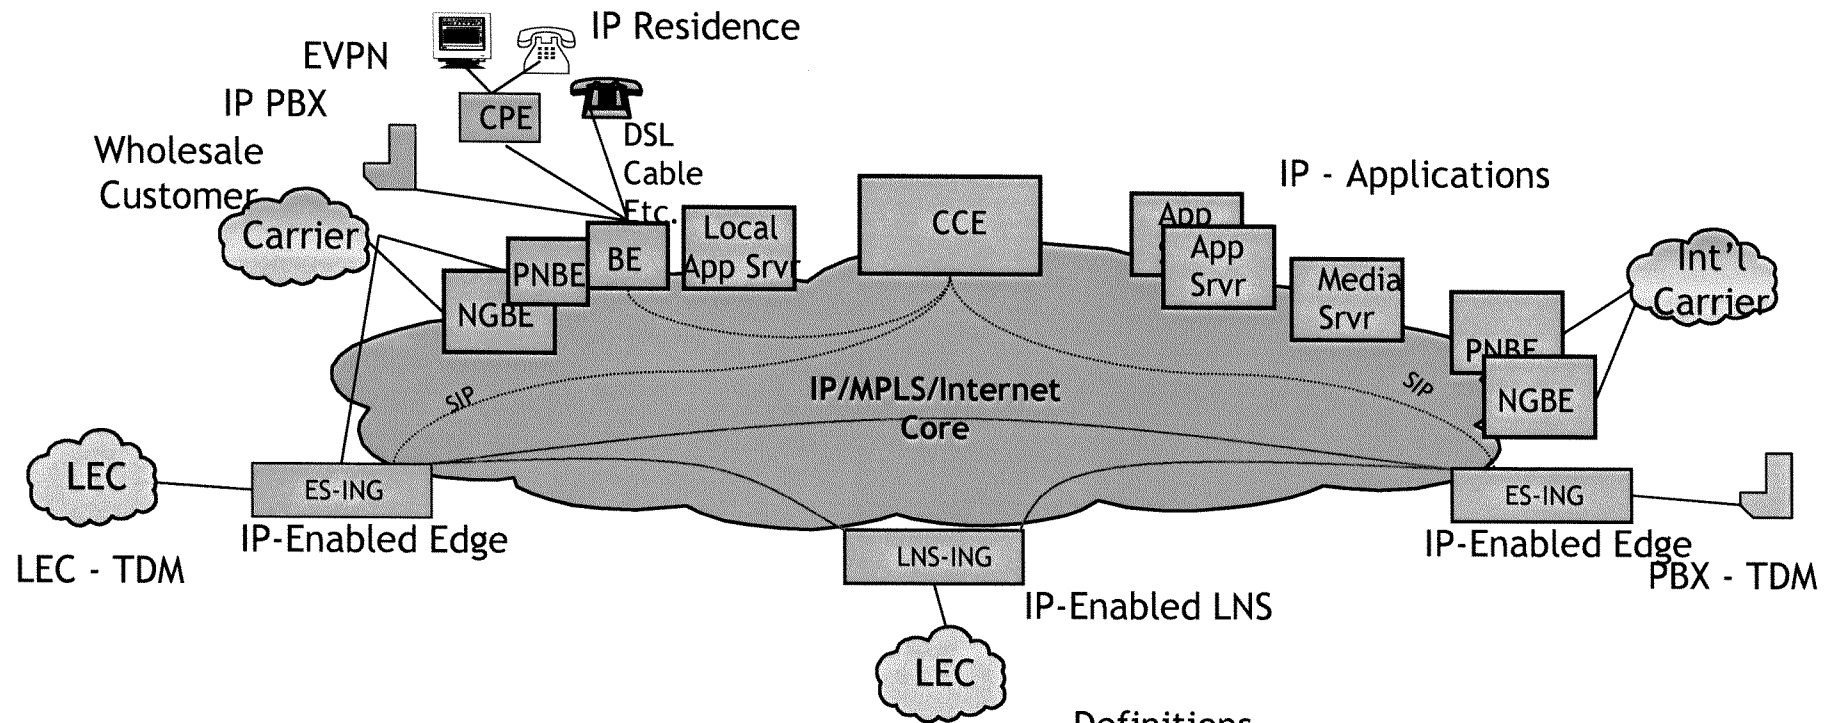 IP Residence
EVPN
IP PBX
CPE
Wholesale
Customer
DSL
Cable
Etc.
IP - Applications
Carrier
NGBE
PNBE
BE
Local
App Srvr
CCE
App
App
Srvr
Media
Srvr
PNBE
NGBE
Int'l
Carrier
SIP
SIP
IP/MPLS/Internet
Core
LEC
LEC - TDM
ES-ING
IP-Enabled Edge
LNS-ING
IP-Enabled LNS
LEC
ES-ING
IP-Enabled Edge
PBX - TDM
Definitions